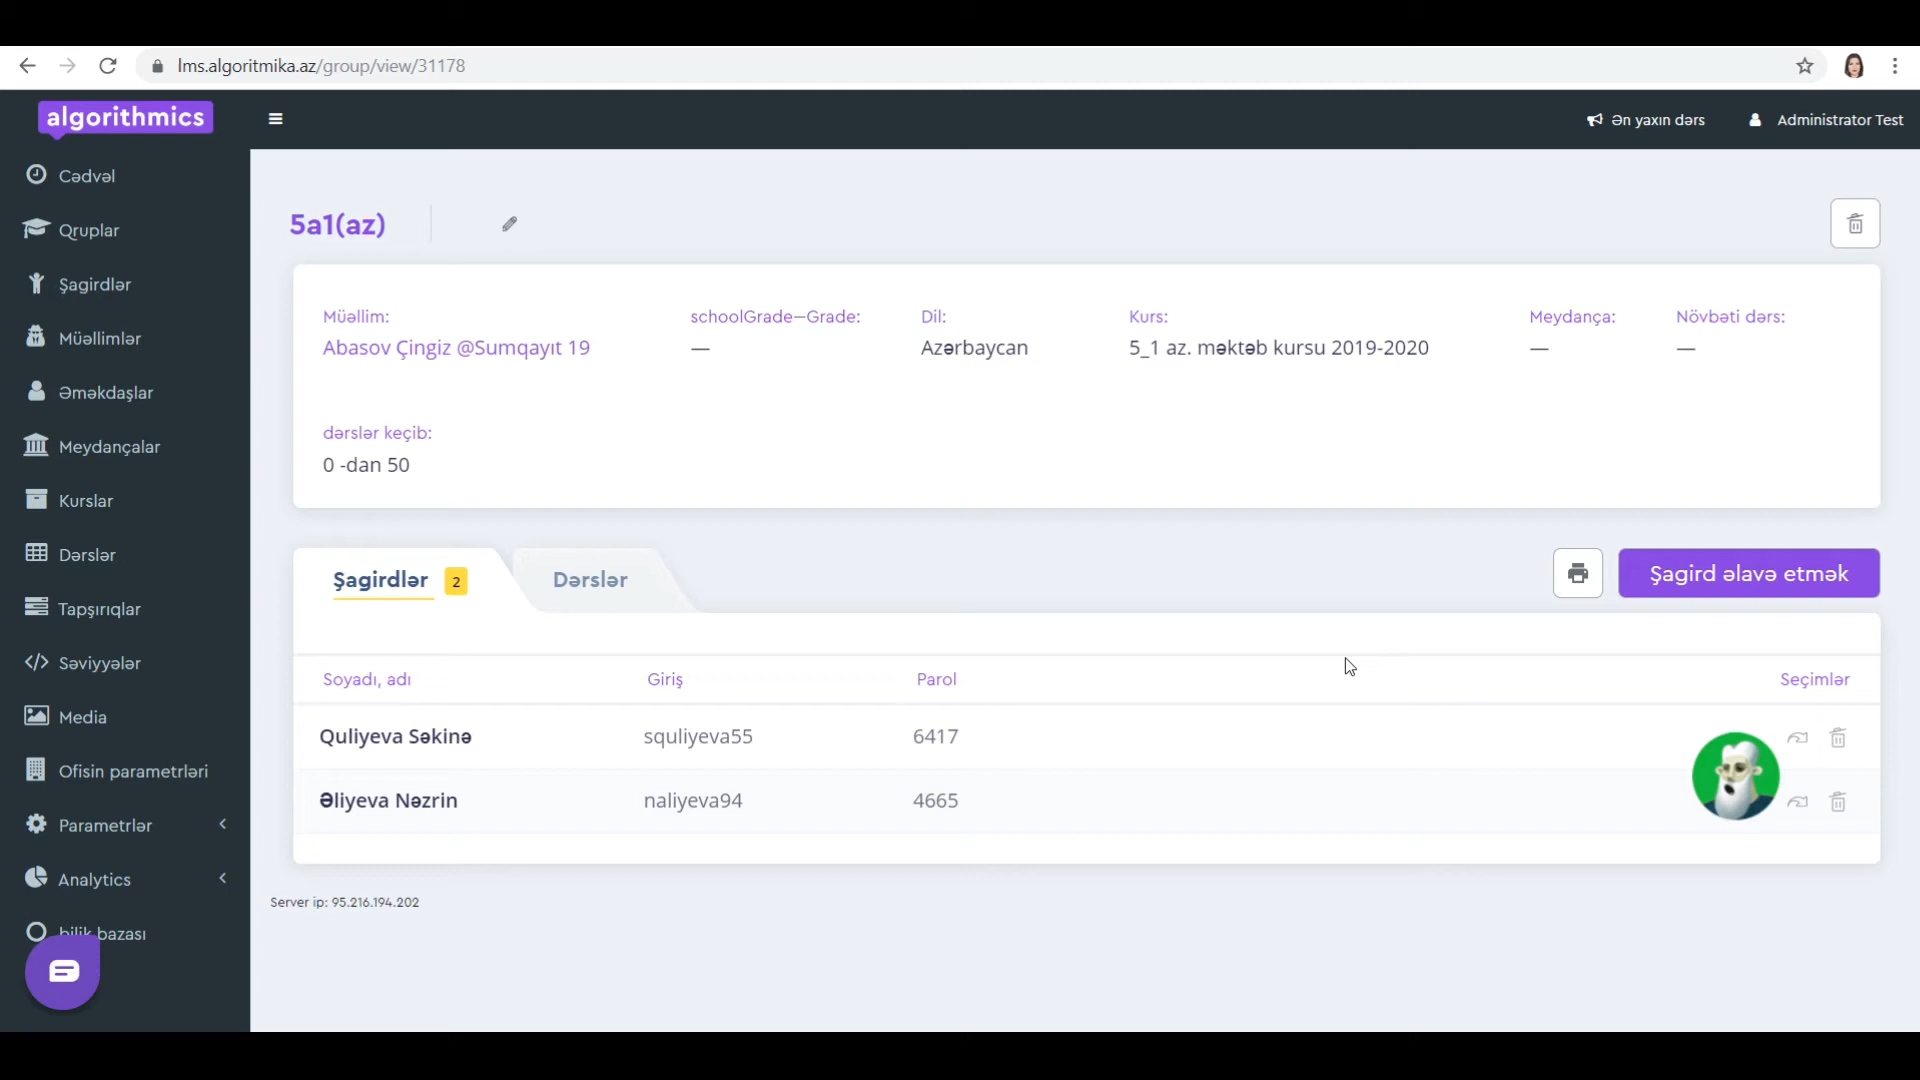 lms.algoritmika.az/group/view/31178
algorithmics
Ən yaxın dərs
Administrator Test
Cədvəl
Qruplar
Şagirdlər
Müəllimlər
Əməkdaşlar
Meydançalar
Kurslar
Dərslər
Tapşırıqlar
Səviyyələr
Media
Ofisin parametrləri
Parametrlər
Analytics
bilik bazası
5a1(az)
Müəllim:
Abasov Çingiz @Sumqayıt 19
schoolGrade—Grade:
—
Dil:
Azərbaycan
Kurs:
5_1 az. məktəb kursu 2019-2020
Meydança:
—
Növbəti dərs:
—
dərslər keçib:
0 -dan 50
Şagirdlər 2
Dərslər
Şagird əlavə etmək
Soyadı, adı Giriş Parol Seçimlər
Quliyeva Səkinə squliyeva55 6417
Əliyeva Nəzrin naliyeva94 4665
Server ip: 95.216.194.202